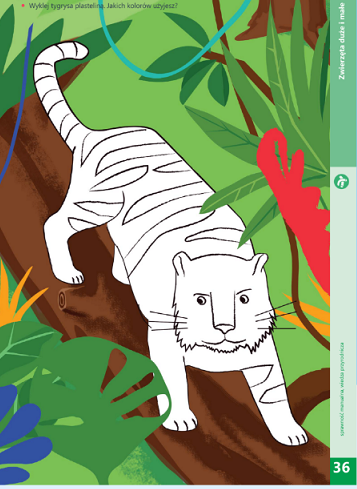 • Wyklej tygrysa plasteliną. Jakich kolorów użyjesz?
Zwierzęta duże i małe
sprawność manualna, wiedza przyrodnicza
36